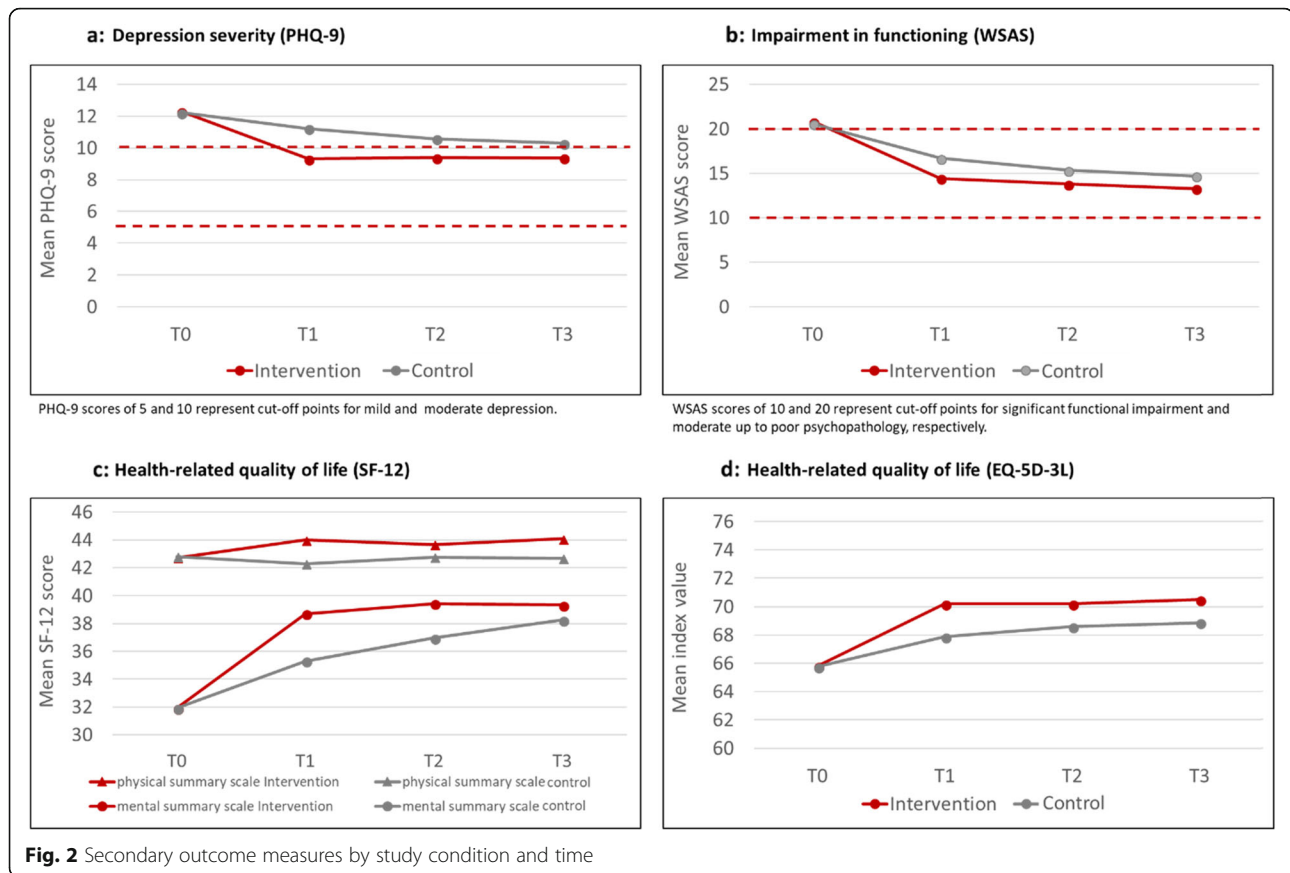 a: Depression severity (PHQ-9)
Mean PHQ-9 score
14
12
10
8
6
4
2
0
T0 T1 T2 T3
Intervention Control
PHQ-9 scores of 5 and 10 represent cut-off points for mild and moderate depression.
b: Impairment in functioning (WSAS)
Mean WSAS score
25
20
15
10
5
0
T0 T1 T2 T3
Intervention Control
WSAS scores of 10 and 20 represent cut-off points for significant functional impairment and
moderate up to poor psychopathology, respectively.
c: Health-related quality of life (SF-12)
Mean SF-12 score
46
44
42
40
38
36
34
32
30
T0 T1 T2 T3
physical summary scale Intervention physical summary scale control
mental summary scale Intervention mental summary scale control
d: Health-related quality of life (EQ-5D-3L)
Mean index value
76
74
72
70
68
66
64
62
60
T0 T1 T2 T3
Intervention Control
Fig. 2 Secondary outcome measures by study condition and time